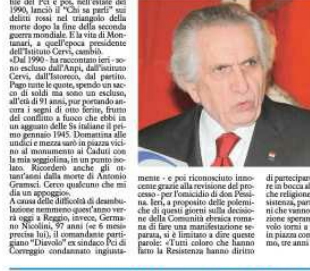 tile del Pci e poi, nell'estate del
1990, lanciò il "Chi sa parli" sui
delitti rossi nel triangolo della
morte dopo la fine della seconda
guerra mondiale. E la vita di Mon-
tanari, a quell'epoca presidente
dell'Istituto Cervi, cambiò.
«Dal 1990 - ha raccontato ieri - so-
no escluso dall'Anpi, dall'istituto
Cervi, dall'Istoreco, dal partito.
Pago tutte le quote, spendo un sac-
co di soldi ma sono un escluso,
all'età di 91 anni, pur portando an-
cora i segni di otto ferite, frutto
del conflitto a fuoco che ebbi in
un agguato delle Ss italiane il pri-
mo gennaio 1945. Domattina alle
undici e mezza sarò in piazza vici-
no al monumento ai Caduti con
la mia seggiolina, in un punto iso-
lato. Ricorderò anche gli ot-
tant'anni dalla morte di Antonio
Gramsci. Cerco qualcuno che mi
dia un appoggio».
A causa delle difficoltà di deambu-
lazione nemmeno quest'anno ver-
rà oggi a Reggio, invece, Germa-
no Nicolini, 97 anni («e 6 mesi»
precisa lui), il comandante parti-
giano "Diavolo" ex sindaco Pci di
Correggio condannato ingiusta-
mente - e poi riconosciuto inno-
cente grazie alla revisione del pro-
cesso - per l'omicidio di don Pessi-
na. Ieri, a proposito delle polemi-
che di questi giorni sulla decisio-
ne della Comunità ebraica roma-
na di fare una manifestazione se-
parata, si è limitato a dire queste
parole: «Tutti coloro che hanno
fatto la Resistenza hanno diritto
di partecipar
re in bocca al
che religione
sistenza, part
ni che vanno
zione speran
volo torni a
in piazza con
mo, tre anni